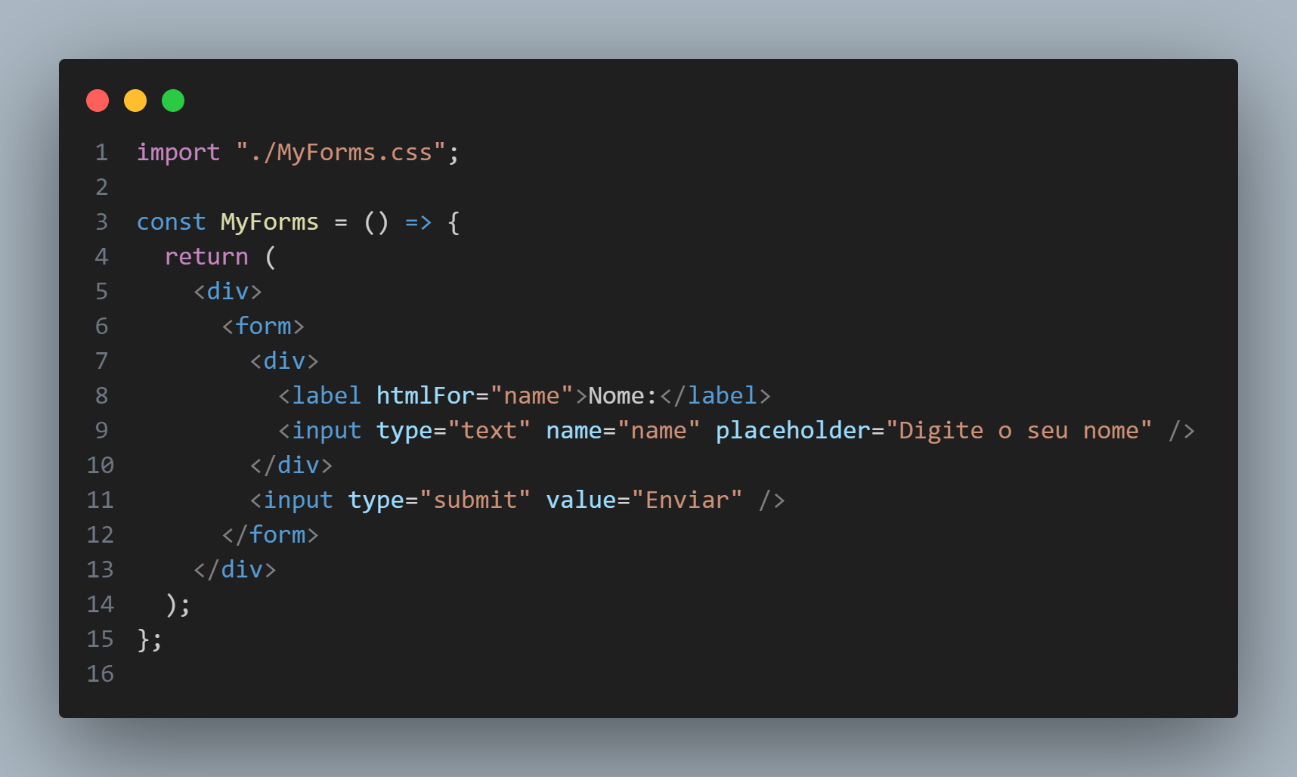 1 import "./MyForms.css";
2
3 const MyForms = () => {
4   return (
5     <div>
6       <form>
7         <div>
8           <label htmlFor="name">Nome:</label>
9           <input type="text" name="name" placeholder="Digite o seu nome" />
10         </div>
11         <input type="submit" value="Enviar" />
12       </form>
13     </div>
14   );
15 };
16